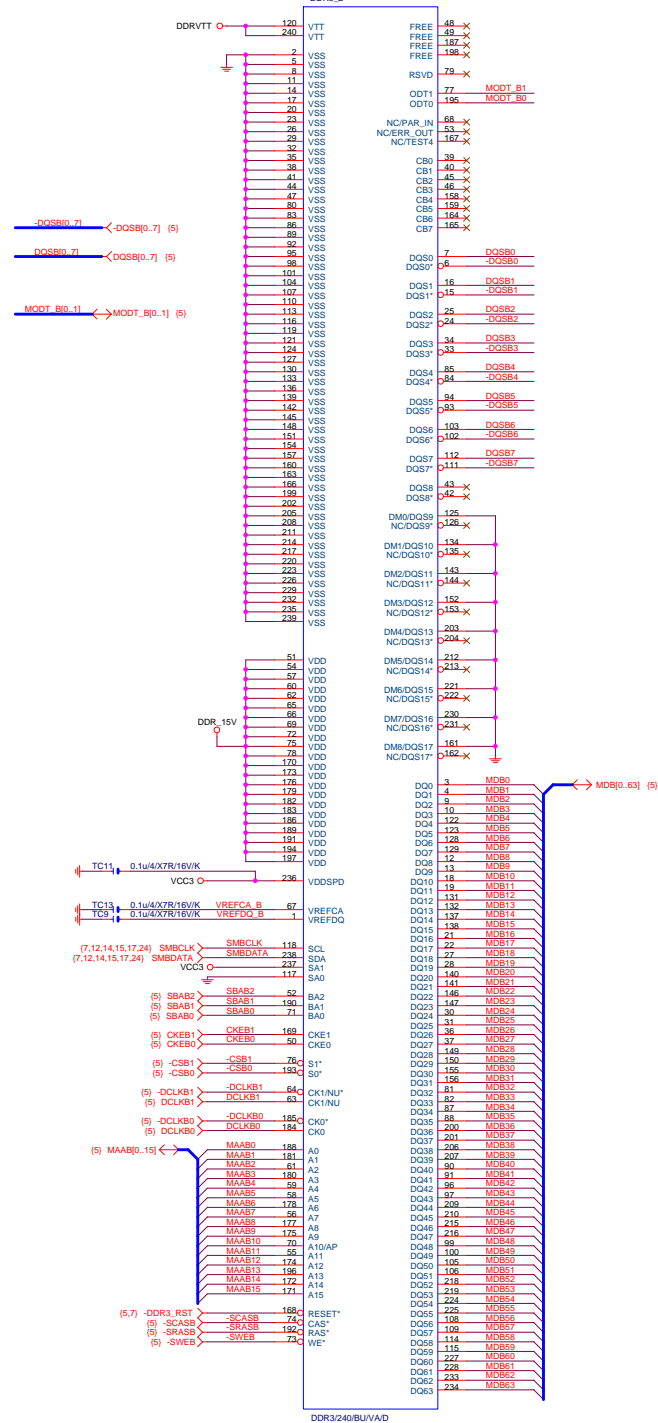 DDRVTT 120 VTT
240 VTT
2 VSS
5 VSS
8 VSS
11 VSS
14 VSS
17 VSS
20 VSS
23 VSS
26 VSS
29 VSS
32 VSS
35 VSS
38 VSS
41 VSS
44 VSS
47 VSS
80 VSS
83 VSS
86 VSS
89 VSS
92 VSS
95 VSS
98 VSS
101 VSS
104 VSS
107 VSS
110 VSS
113 VSS
116 VSS
119 VSS
121 VSS
124 VSS
127 VSS
130 VSS
133 VSS
136 VSS
139 VSS
142 VSS
145 VSS
148 VSS
151 VSS
154 VSS
157 VSS
160 VSS
163 VSS
166 VSS
199 VSS
202 VSS
205 VSS
208 VSS
211 VSS
214 VSS
217 VSS
220 VSS
223 VSS
226 VSS
229 VSS
232 VSS
235 VSS
239 VSS
-DQSB[0..7] -DQSB[0..7] {5}
DQSB[0..7] DQSB[0..7] {5}
MODT_B[0..1] MODT_B[0..1] {5}
DDR_15V
51 VDD
54 VDD
57 VDD
60 VDD
62 VDD
65 VDD
66 VDD
69 VDD
72 VDD
75 VDD
78 VDD
170 VDD
173 VDD
176 VDD
179 VDD
182 VDD
183 VDD
186 VDD
189 VDD
191 VDD
194 VDD
197 VDD
TC11 0.1u/4/X7R/16V/K
VCC3 236 VDDSPD
TC13 0.1u/4/X7R/16V/K VREFCA_B 67 VREFCA
TC9 0.1u/4/X7R/16V/K VREFDQ_B 1 VREFDQ
{7,12,14,15,17,24} SMBCLK SMBCLK 118 SCL
{7,12,14,15,17,24} SMBDATA SMBDATA 238 SDA
VCC3 237 SA1
117 SA0
{5} SBAB2 SBAB2 52 BA2
{5} SBAB1 SBAB1 190 BA1
{5} SBAB0 SBAB0 71 BA0
{5} CKEB1 CKEB1 169 CKE1
{5} CKEB0 CKEB0 50 CKE0
{5} -CSB1 -CSB1 76 S1*
{5} -CSB0 -CSB0 193 S0*
{5} -DCLKB1 -DCLKB1 64 CK1/NU*
{5} DCLKB1 DCLKB1 63 CK1/NU
{5} -DCLKB0 -DCLKB0 185 CK0*
{5} DCLKB0 DCLKB0 184 CK0
{5} MAAB[0..15]
MAAB0 188 A0
MAAB1 181 A1
MAAB2 61 A2
MAAB3 180 A3
MAAB4 59 A4
MAAB5 58 A5
MAAB6 178 A6
MAAB7 56 A7
MAAB8 177 A8
MAAB9 175 A9
MAAB10 70 A10/AP
MAAB11 55 A11
MAAB12 174 A12
MAAB13 196 A13
MAAB14 172 A14
MAAB15 171 A15
{5,7} -DDR3_RST 168 RESET*
{5} -SCASB -SCASB 74 CAS*
{5} -SRASB -SRASB 192 RAS*
{5} -SWEB -SWEB 73 WE*
FREE 48
FREE 49
FREE 187
FREE 198
RSVD 79
ODT1 77 MODT_B1
ODT0 195 MODT_B0
NC/PAR_IN 68
NC/ERR_OUT 53
NC/TEST4 167
CB0 39
CB1 40
CB2 45
CB3 46
CB4 158
CB5 159
CB6 164
CB7 165
DQS0 7 DQSB0
DQS0* 6 -DQSB0
DQS1 16 DQSB1
DQS1* 15 -DQSB1
DQS2 25 DQSB2
DQS2* 24 -DQSB2
DQS3 34 DQSB3
DQS3* 33 -DQSB3
DQS4 85 DQSB4
DQS4* 84 -DQSB4
DQS5 94 DQSB5
DQS5* 93 -DQSB5
DQS6 103 DQSB6
DQS6* 102 -DQSB6
DQS7 112 DQSB7
DQS7* 111 -DQSB7
DQS8 43
DQS8* 42
DM0/DQS9 125
NC/DQS9* 126
DM1/DQS10 134
NC/DQS10* 135
DM2/DQS11 143
NC/DQS11* 144
DM3/DQS12 152
NC/DQS12* 153
DM4/DQS13 203
NC/DQS13* 204
DM5/DQS14 212
NC/DQS14* 213
DM6/DQS15 221
NC/DQS15* 222
DM7/DQS16 230
NC/DQS16* 231
DM8/DQS17 161
NC/DQS17* 162
MDB[0..63] {5}
DQ0 3 MDB0
DQ1 4 MDB1
DQ2 9 MDB2
DQ3 10 MDB3
DQ4 122 MDB4
DQ5 123 MDB5
DQ6 128 MDB6
DQ7 129 MDB7
DQ8 12 MDB8
DQ9 13 MDB9
DQ10 18 MDB10
DQ11 19 MDB11
DQ12 131 MDB12
DQ13 132 MDB13
DQ14 137 MDB14
DQ15 138 MDB15
DQ16 21 MDB16
DQ17 22 MDB17
DQ18 27 MDB18
DQ19 28 MDB19
DQ20 140 MDB20
DQ21 141 MDB21
DQ22 146 MDB22
DQ23 147 MDB23
DQ24 30 MDB24
DQ25 31 MDB25
DQ26 36 MDB26
DQ27 37 MDB27
DQ28 149 MDB28
DQ29 150 MDB29
DQ30 155 MDB30
DQ31 156 MDB31
DQ32 81 MDB32
DQ33 82 MDB33
DQ34 87 MDB34
DQ35 88 MDB35
DQ36 200 MDB36
DQ37 201 MDB37
DQ38 206 MDB38
DQ39 207 MDB39
DQ40 90 MDB40
DQ41 91 MDB41
DQ42 96 MDB42
DQ43 97 MDB43
DQ44 209 MDB44
DQ45 210 MDB45
DQ46 215 MDB46
DQ47 216 MDB47
DQ48 99 MDB48
DQ49 100 MDB49
DQ50 105 MDB50
DQ51 106 MDB51
DQ52 218 MDB52
DQ53 219 MDB53
DQ54 224 MDB54
DQ55 225 MDB55
DQ56 108 MDB56
DQ57 109 MDB57
DQ58 114 MDB58
DQ59 115 MDB59
DQ60 227 MDB60
DQ61 228 MDB61
DQ62 233 MDB62
DQ63 234 MDB63
DDR3/240/BU/VA/D